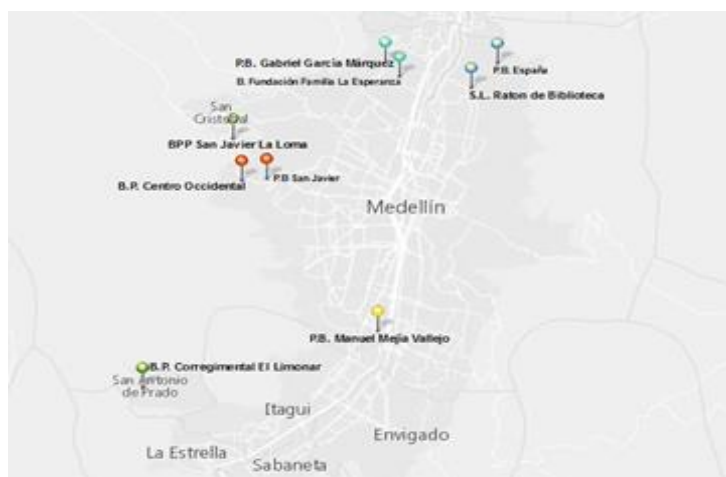 P.B. Gabriel García Márquez
P.B. España
B. Fundación Familia La Esperanza
S.L. Raton de Biblioteca
San
Cristobal
BPP San Javier La Loma
P.B San Javier
B.P. Centro Occidental
Medellín
P.B. Manuel Mejía Vallejo
B.P. Corregimental El Limonar
San Antonio
de Prado
Itagui
Envigado
La Estrella
Sabaneta